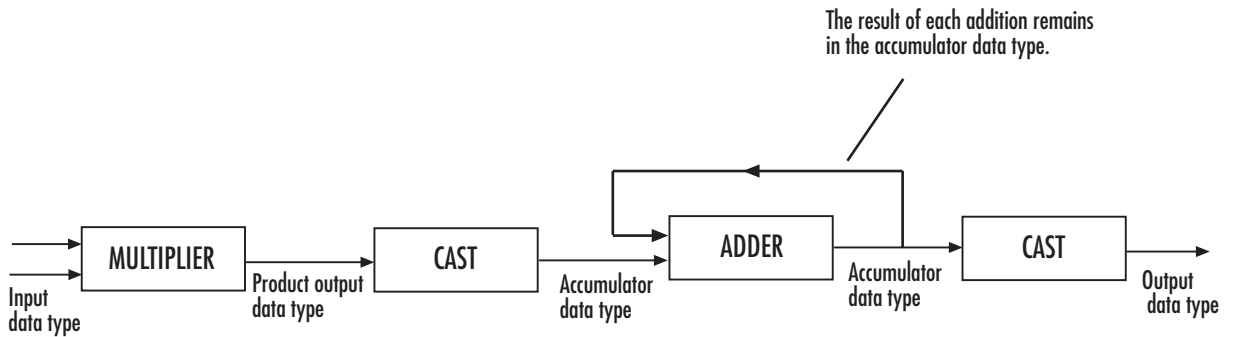 The result of each addition remains
in the accumulator data type.
MULTIPLIER
CAST
ADDER
CAST
Input
data type
Product output
data type
Accumulator
data type
Accumulator
data type
Output
data type